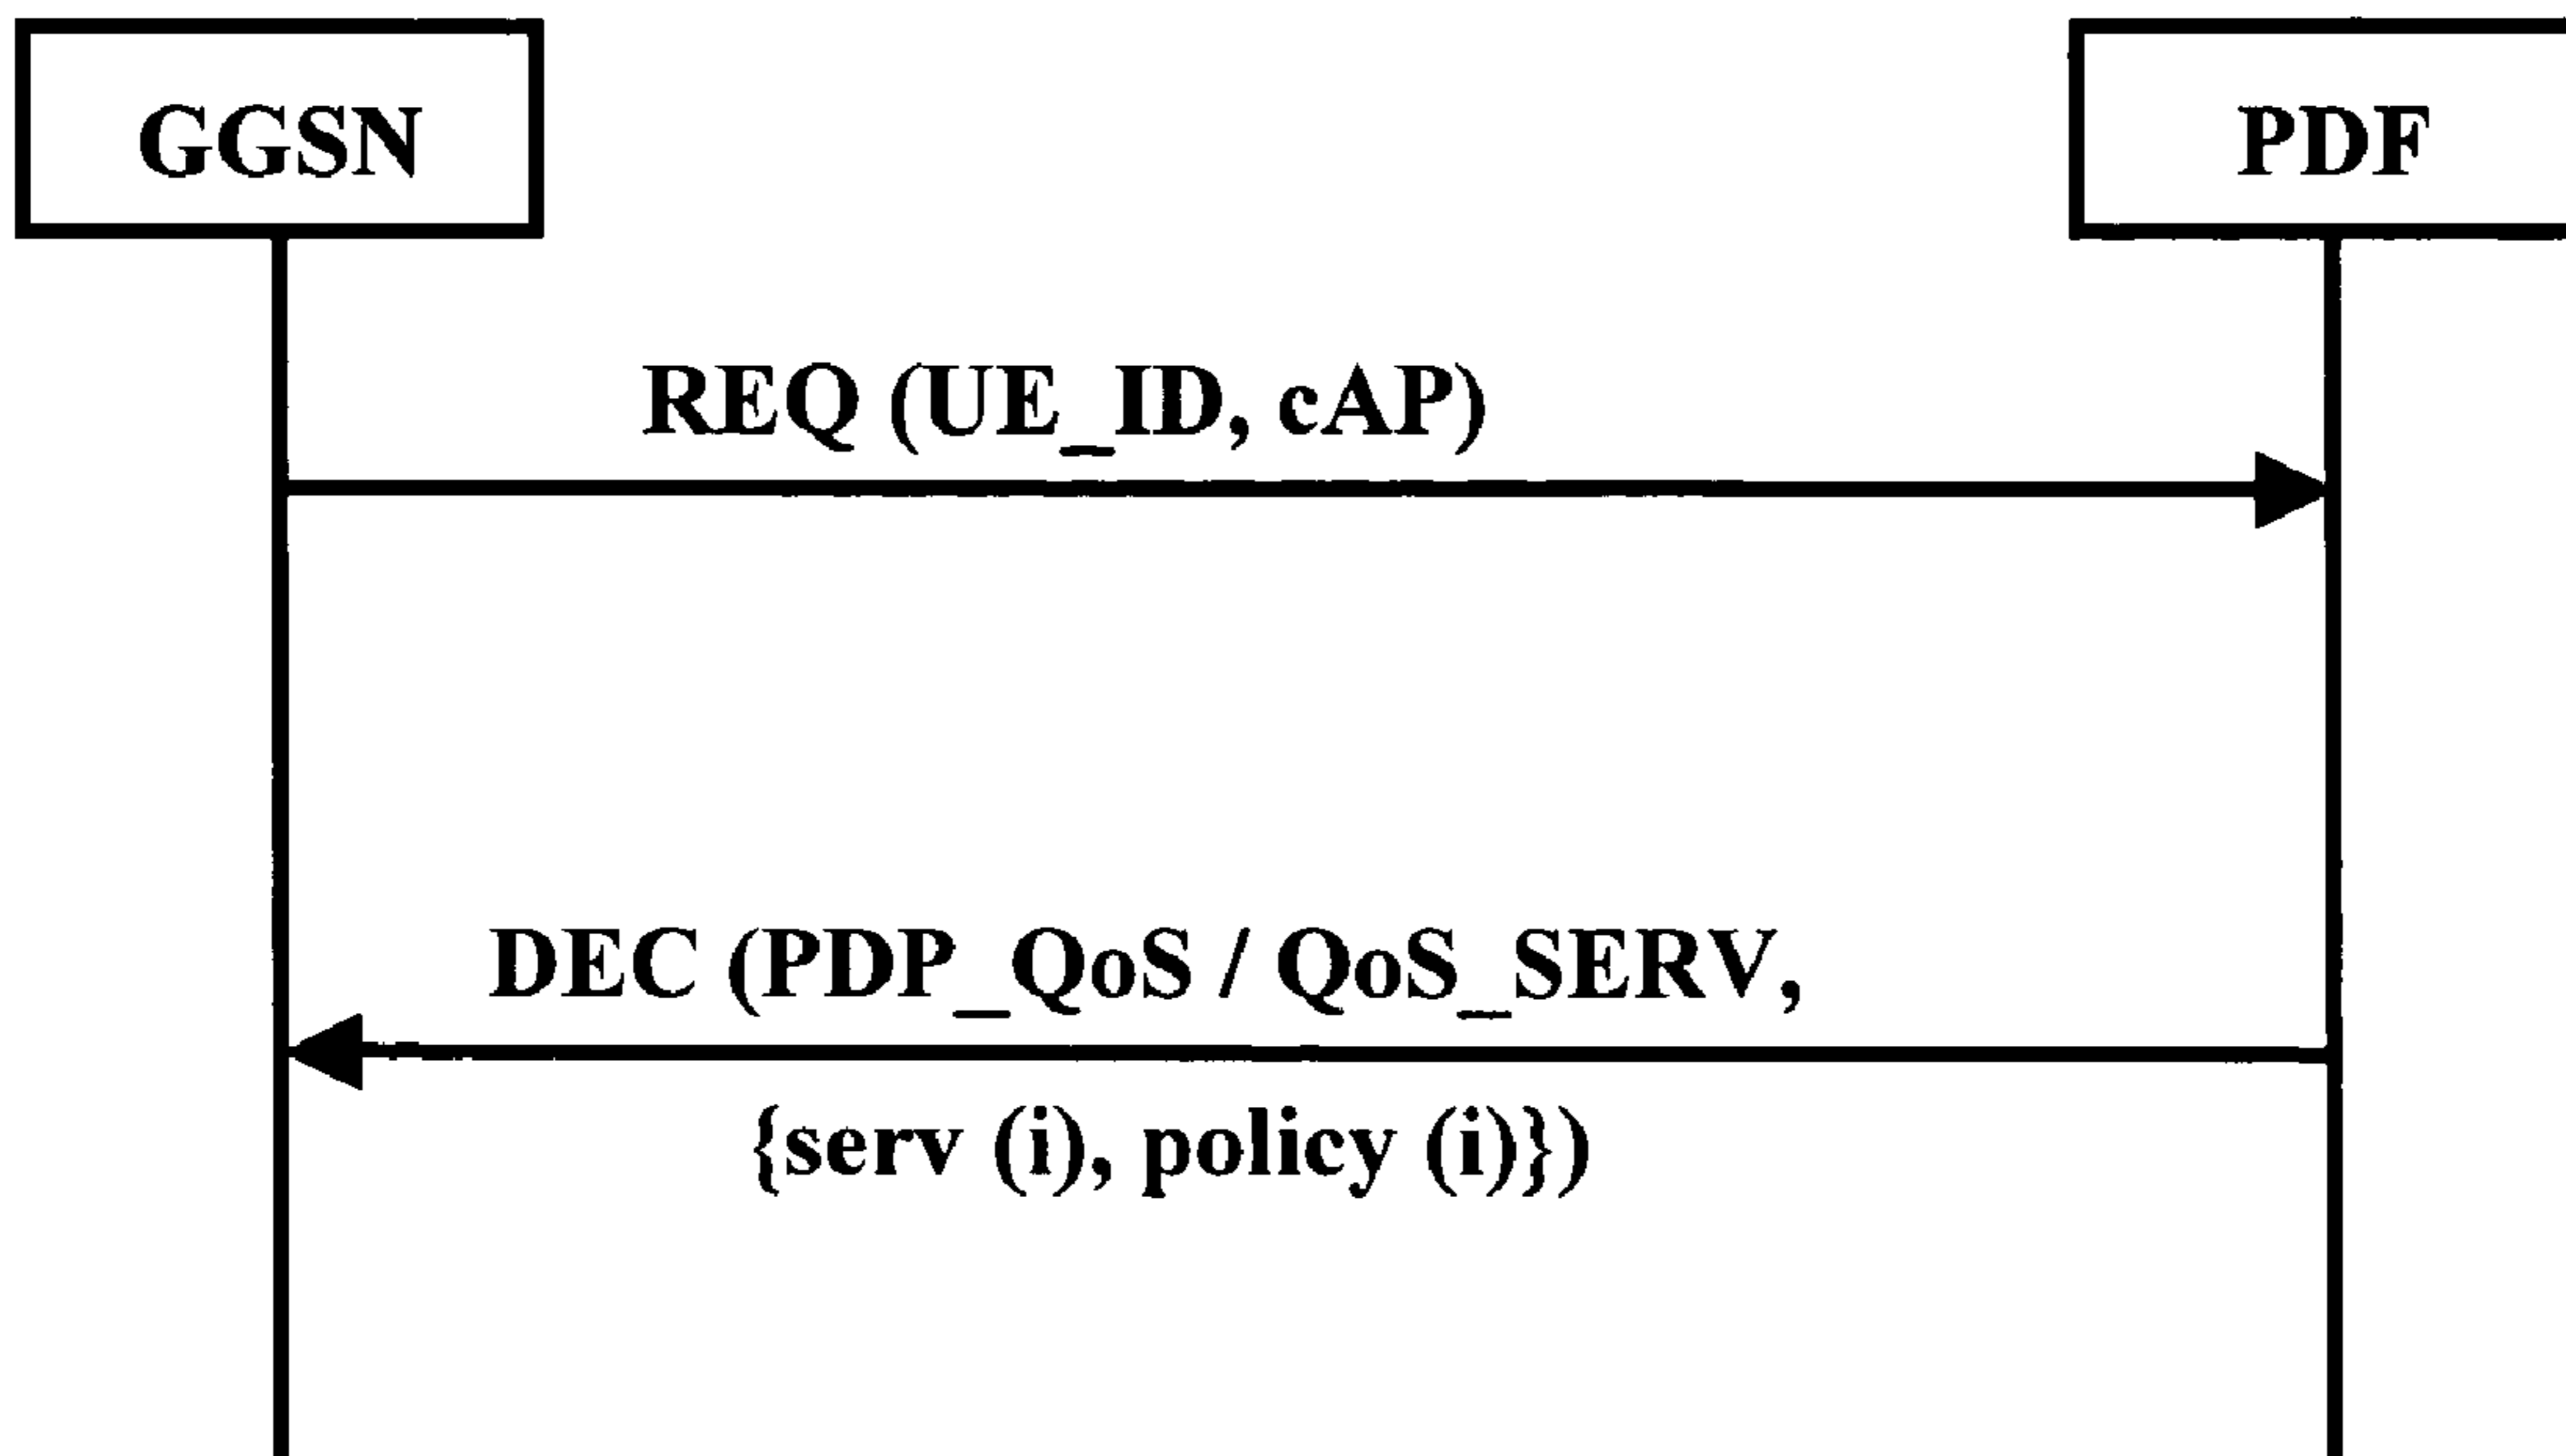 GGSN
PDF
REQ (UE_ID, cAP)
DEC (PDP_QoS / QoS_SERV,
{serv (i), policy (i)})